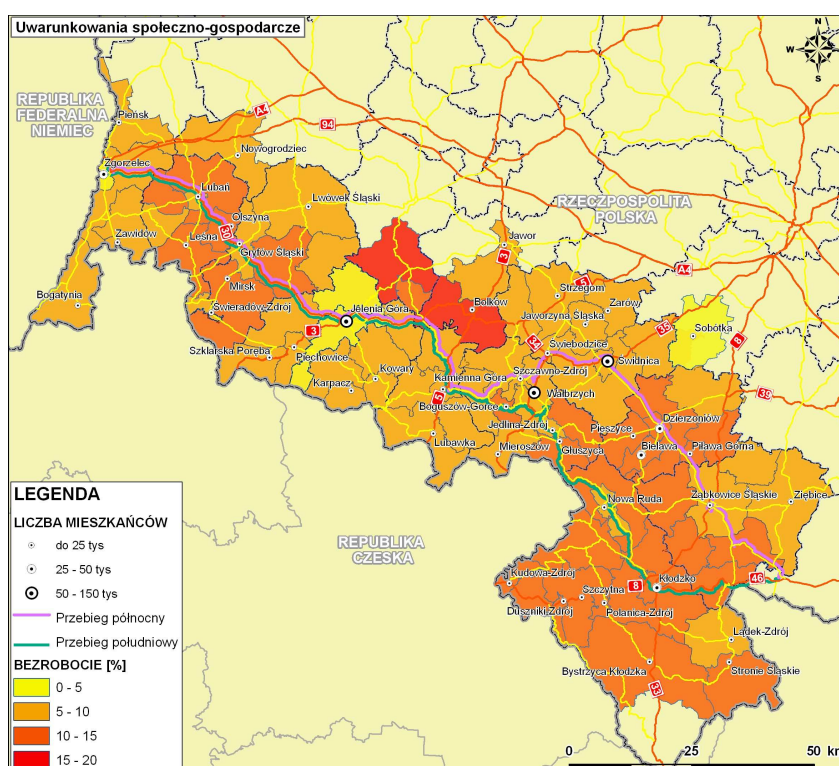 Uwarunkowania społeczno-gospodarcze
N
W
E
S
REPUBLIKA
FEDERALNA
NIEMIEC
Pieńsk
A4
94
Nowogrodziec
Zgorzelec
Lubań
Lwówek Śląski
RZECZPOSPOLITA
POLSKA
Olszyna
30
Zawidów
Leśna
Gryfów Śląski
Jawor
3
A4
Mirsk
Bogatynia
Świeradów-Zdrój
Jelenia Góra
Bolków
5
Strzegom
Żarów
3
Jaworzyna Śląska
35
Sobótka
34
Świebodzice
8
Szklarska Poręba
Piechowice
Świdnica
Szczawno-Zdrój
Kowary
Kamienna Góra
Karpacz
Wałbrzych
39
5
Boguszów-Gorce
Dzierżoniów
Jedlina-Zdrój
Pieszyce
Lubawka
Głuszyca
Bielawa
Piława Górna
Mieroszów
Nowa Ruda
Ząbkowice Śląskie
Ziębice
REPUBLIKA
CZESKA
Kudowa-Zdrój
8
Kłodzko
46
Szczytna
Duszniki-Zdrój
Polanica-Zdrój
Lądek-Zdrój
Bystrzyca Kłodzka
Stronie Śląskie
33
LEGENDA
LICZBA MIESZKAŃCÓW
do 25 tys
25 - 50 tys
50 - 150 tys
Przebieg północny
Przebieg południowy
BEZROBOCIE [%]
0 - 5
5 - 10
10 - 15
15 - 20
0 25 50 km